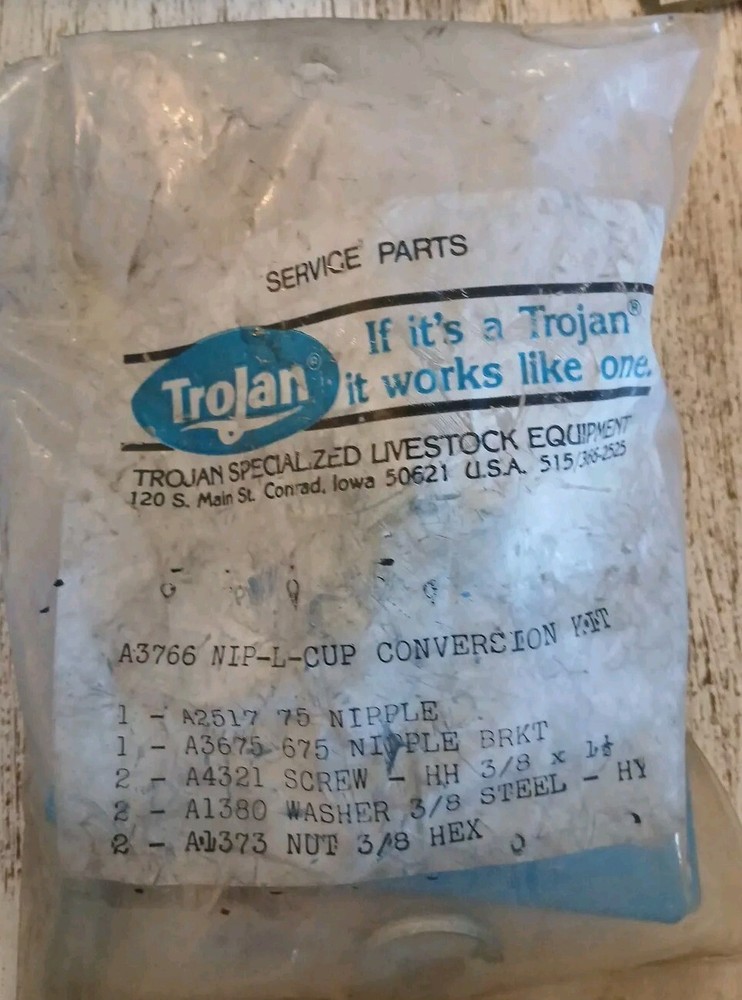 SERVICE PARTS
If it's a Trojan®
Trojan® it works like one.
TROJAN SPECIALIZED LIVESTOCK EQUIPMENT
120 S. Main St. Conrad, Iowa 50621 U.S.A. 515/366-2525
A3766 NIP-L-CUP CONVERSION KIT
1 - A2517 75 NIPPLE
1 - A3675 675 NIPPLE BRKT
2 - A4321 SCREW - HH 3/8 x 1½
2 - A1380 WASHER 3/8 STEEL - HY
2 - A1373 NUT 3/8 HEX